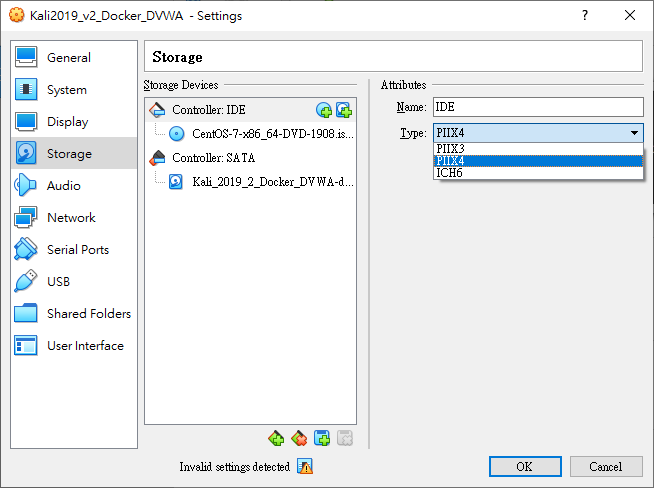 Kali2019_v2_Docker_DVWA - Settings
?
General
System
Display
Storage
Audio
Network
Serial Ports
USB
Shared Folders
User Interface
Storage
Storage Devices
Controller: IDE
CentOS-7-x86_64-DVD-1908.is...
Controller: SATA
Kali_2019_2_Docker_DVWA-d...
Attributes
Name: IDE
Type: PIIX4
PIIX3
PIIX4
ICH6
Invalid settings detected
OK
Cancel